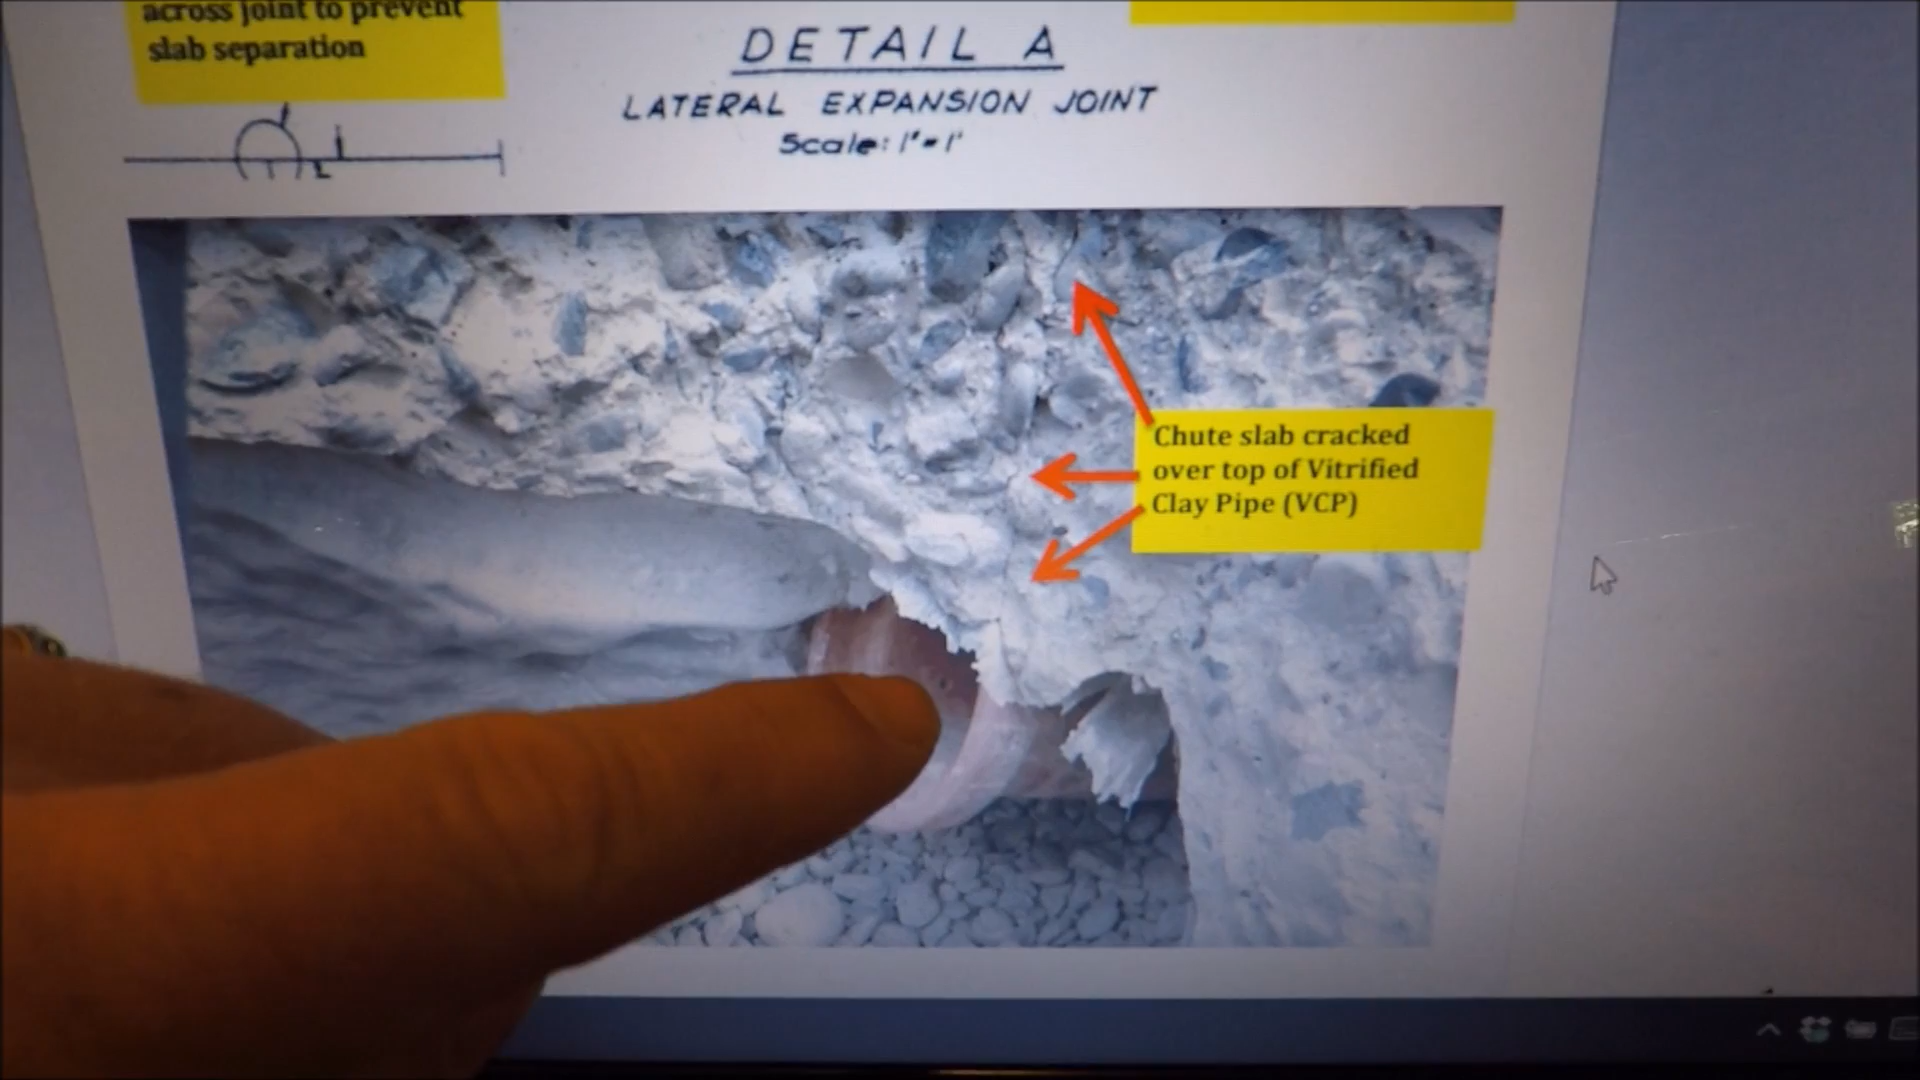 across joint to prevent
slab separation
DETAIL A
LATERAL EXPANSION JOINT
Scale: 1"=1'
Chute slab cracked
over top of Vitrified
Clay Pipe (VCP)